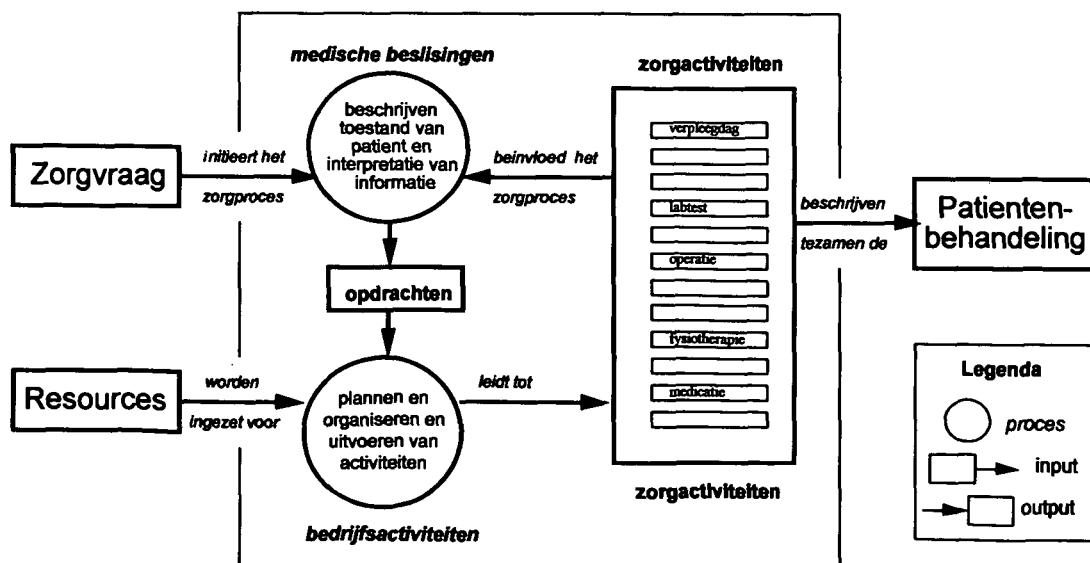 medische beslisingen
beschrijven
toestand van
patient en
interpretatie van
informatie
Zorgvraag
initieert het
zorgproces
beinvloed het
zorgproces
opdrachten
Resources
worden
ingezet voor
plannen en
organiseren en
uitvoeren van
activiteiten
leidt tot
bedrijfsactiviteiten
zorgactiviteiten
verpleegdag
labtest
operatie
fysiotherapie
medicatie
zorgactiviteiten
beschrijven
tezamen de
Patienten-
behandeling
Legenda
proces
input
output